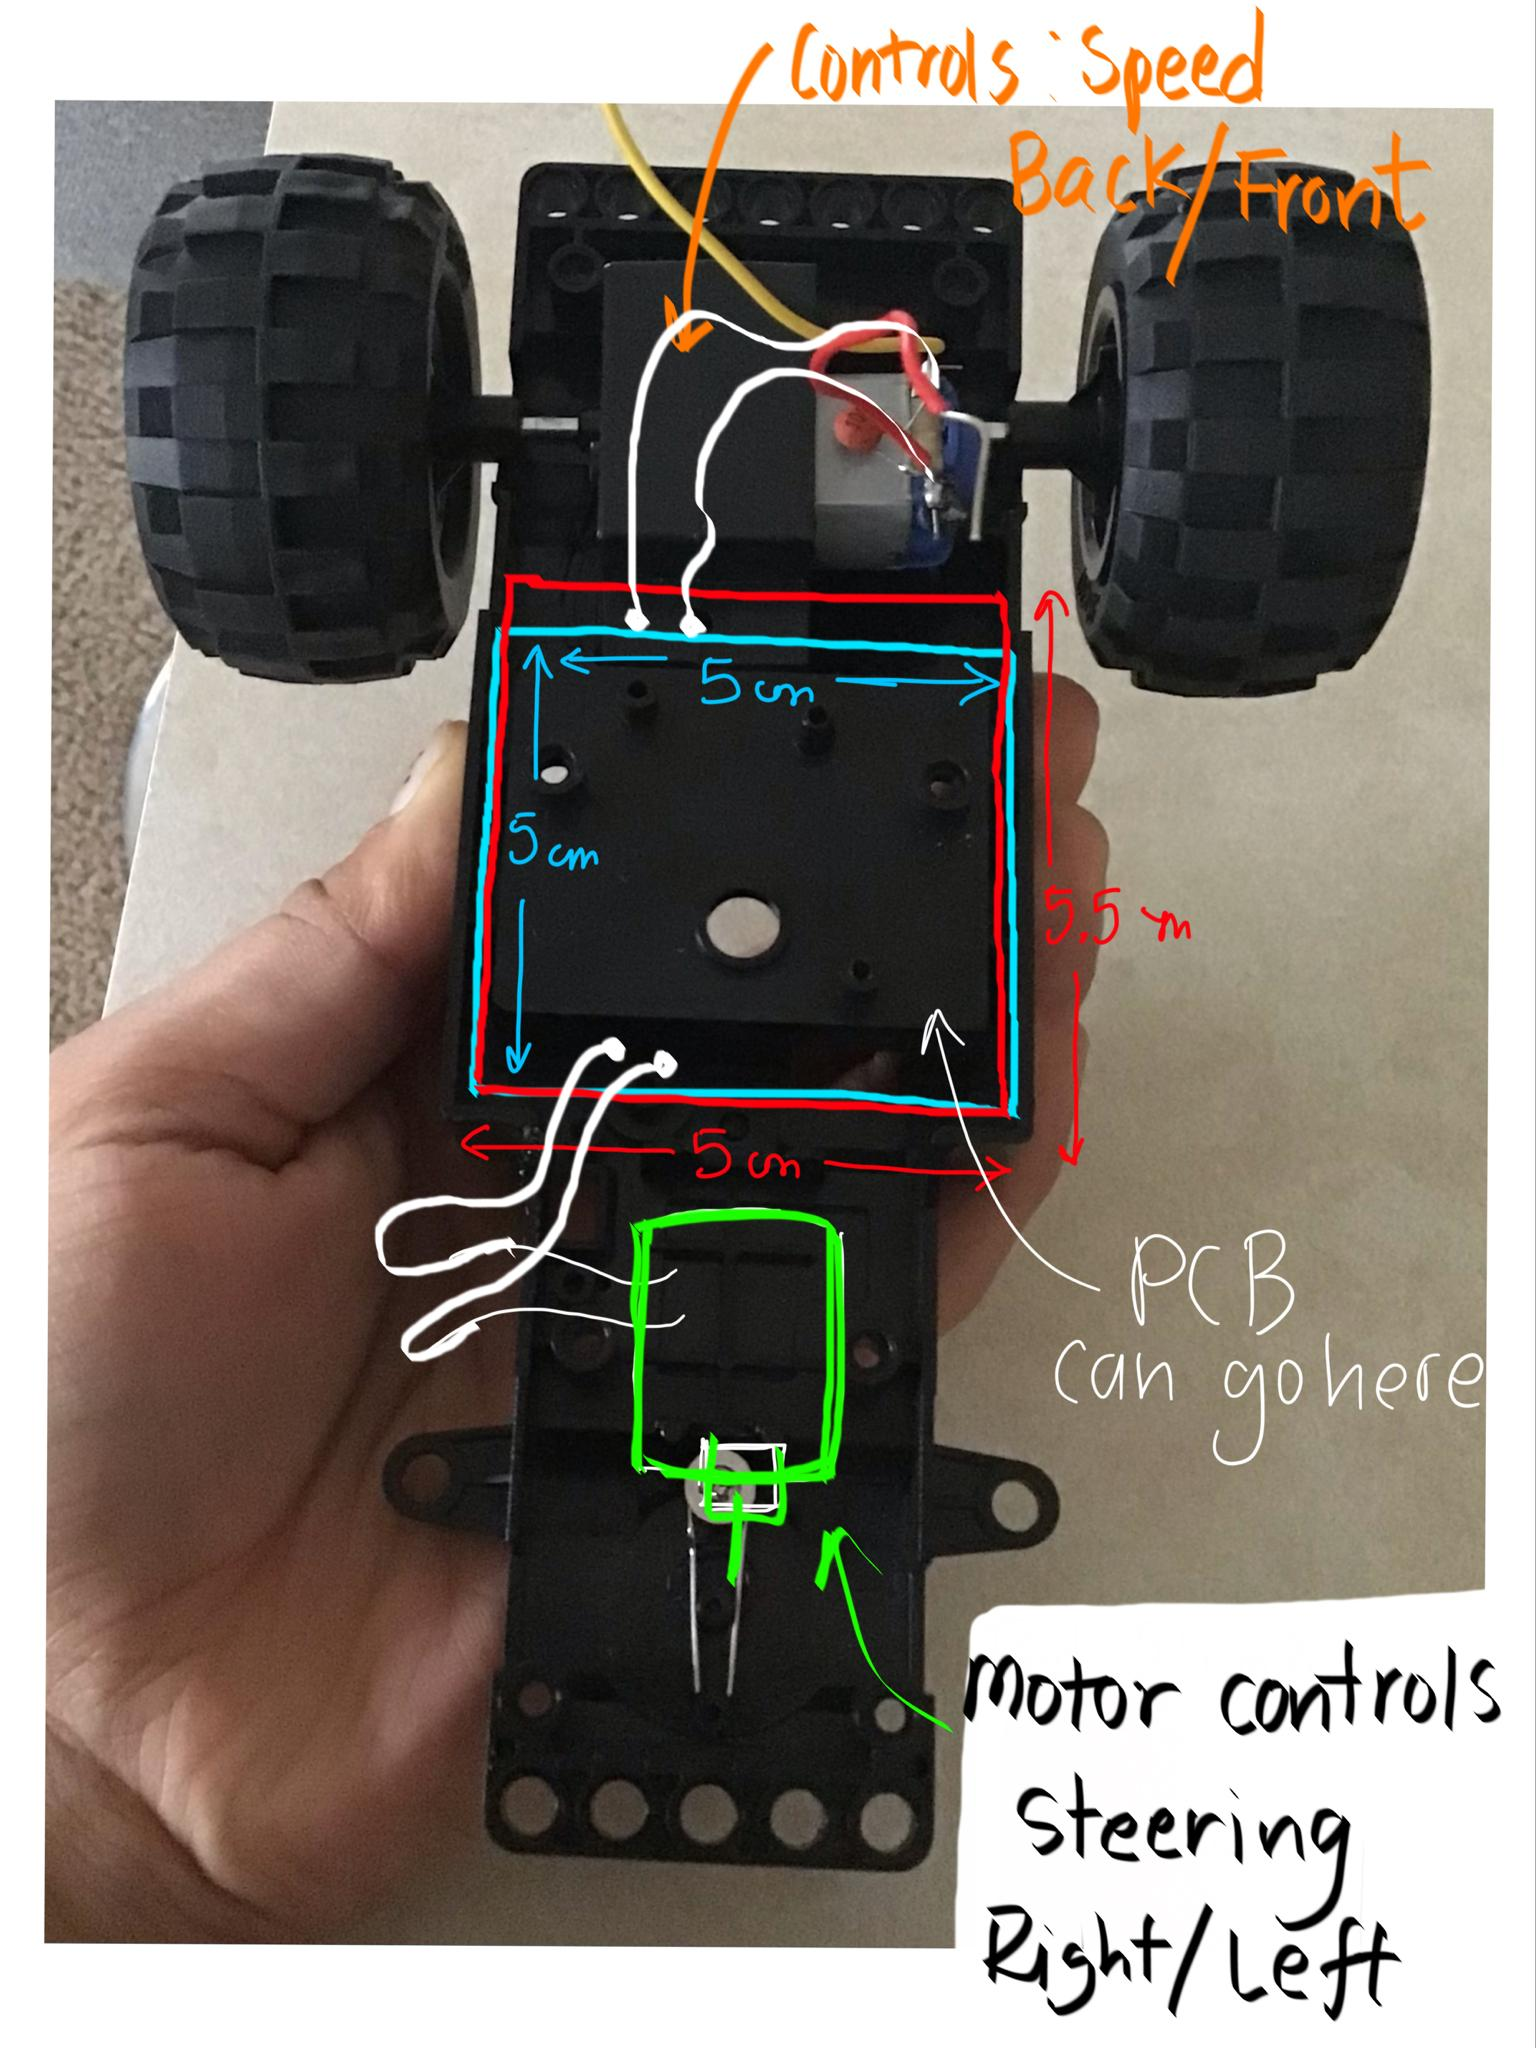 Controls : Speed
Back/Front
5 cm
5 cm
5.5 m
5 cm
PCB
can go here
Motor controls
Steering
Right/Left